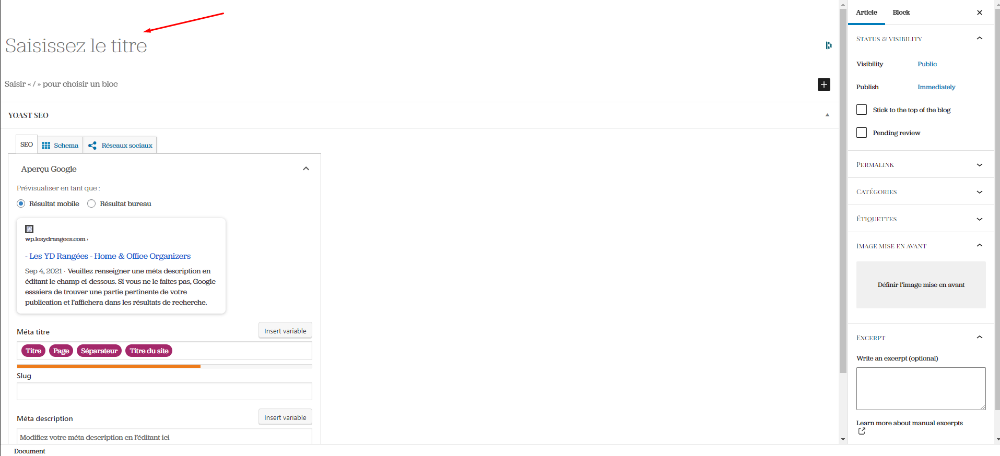 Saisissez le titre
Saisir « / » pour choisir un bloc
YOAST SEO
SEO
Schema
Réseaux sociaux
Aperçu Google
Prévisualiser en tant que :
Résultat mobile
Résultat bureau
wp.lesydrangees.com ›
- Les YD Rangées - Home & Office Organizers
Sep 4, 2021 · Veuillez renseigner une méta description en
éditant le champ ci-dessous. Si vous ne le faites pas, Google
essaiera de trouver une partie pertinente de votre
publication et l’affichera dans les résultats de recherche.
Méta titre
Insert variable
Titre
Page
Séparateur
Titre du site
Slug
Méta description
Insert variable
Modifiez votre méta description en l’éditant ici
Document
Article
Block
STATUS & VISIBILITY
Visibility
Public
Publish
Immediately
Stick to the top of the blog
Pending review
PERMALINK
CATÉGORIES
ÉTIQUETTES
IMAGE MISE EN AVANT
Définir l’image mise en avant
EXCERPT
Write an excerpt (optional)
Learn more about manual excerpts